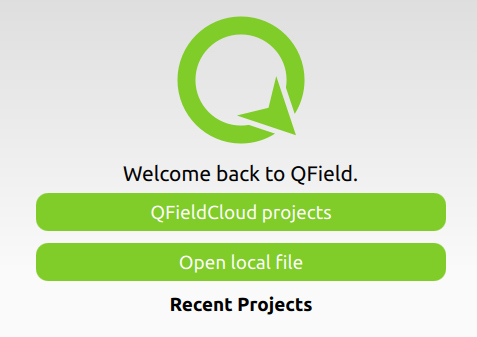 Welcome back to QField.
QFieldCloud projects
Open local file
Recent Projects